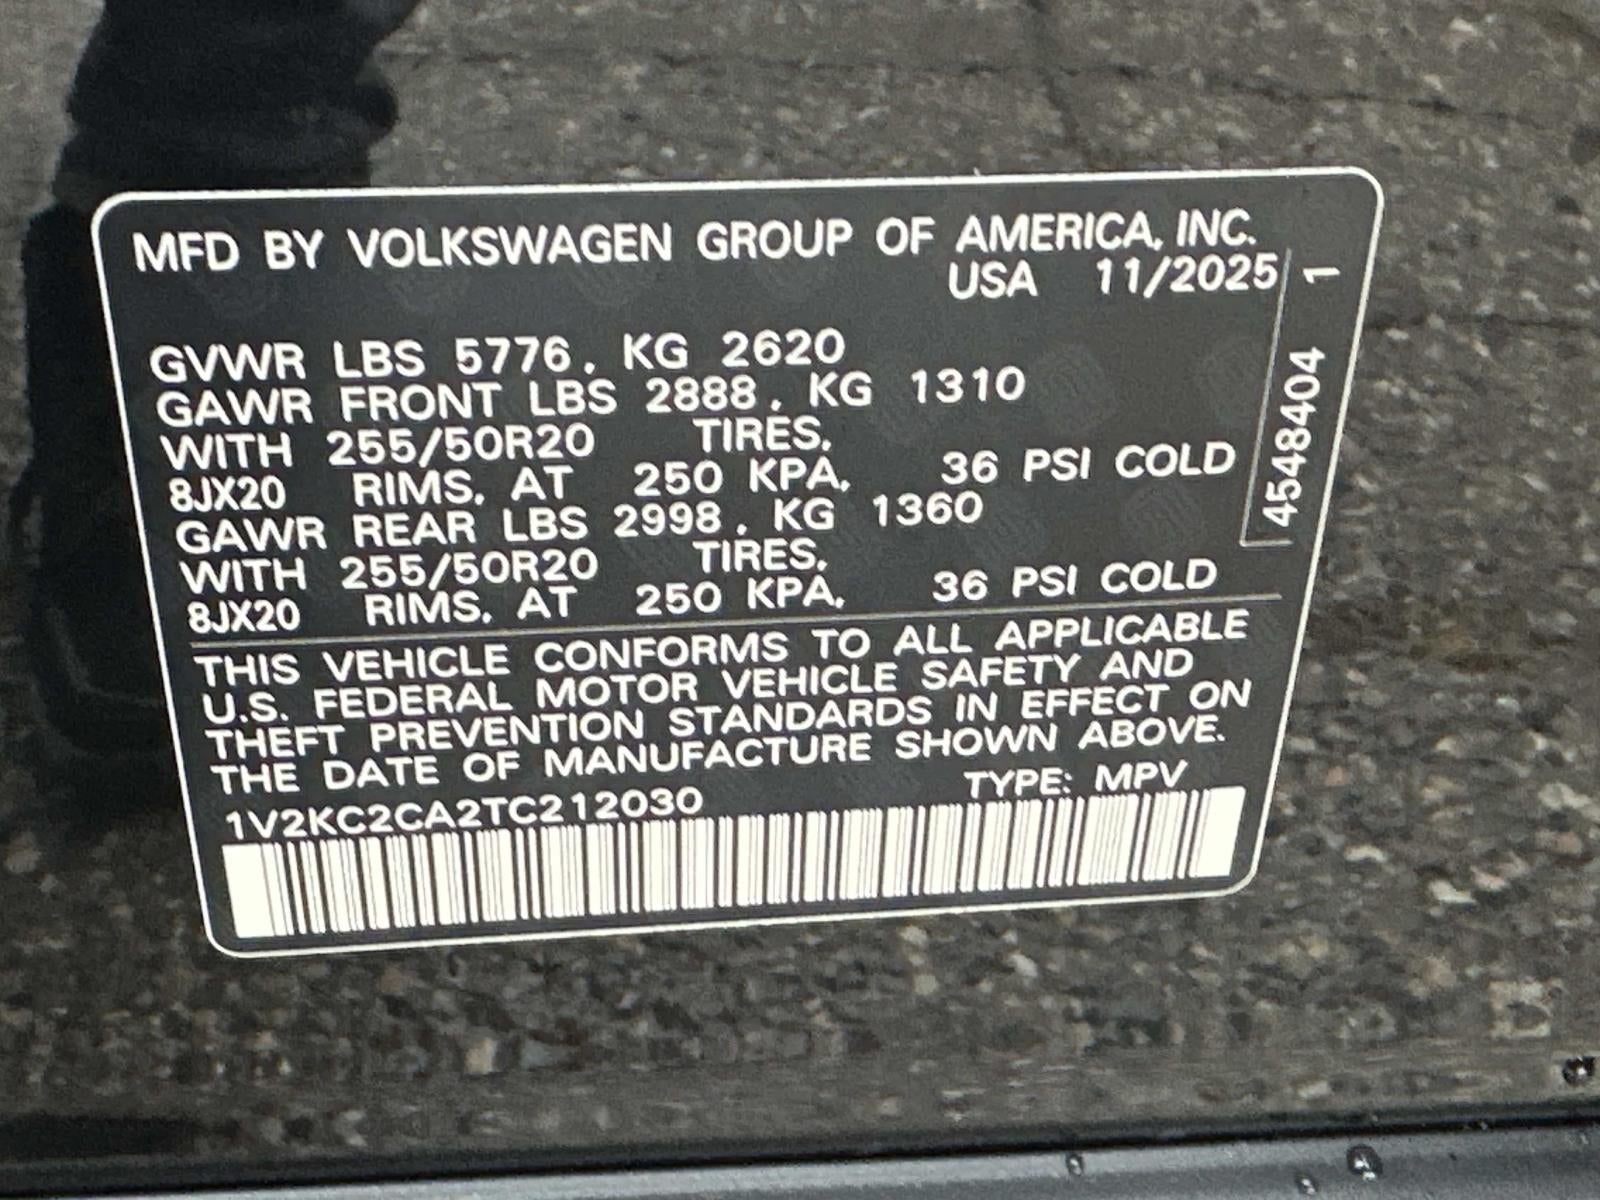 MFD BY VOLKSWAGEN GROUP OF AMERICA, INC.
USA 11/2025
GVWR LBS 5776, KG 2620
GAWR FRONT LBS 2888, KG 1310
WITH 255/50R20 TIRES,
8JX20 RIMS, AT 250 KPA, 36 PSI COLD
GAWR REAR LBS 2998, KG 1360
WITH 255/50R20 TIRES,
8JX20 RIMS, AT 250 KPA, 36 PSI COLD
THIS VEHICLE CONFORMS TO ALL APPLICABLE
U.S. FEDERAL MOTOR VEHICLE SAFETY AND
THEFT PREVENTION STANDARDS IN EFFECT ON
THE DATE OF MANUFACTURE SHOWN ABOVE.
1V2KC2CA2TC212030 TYPE: MPV
4548404 1